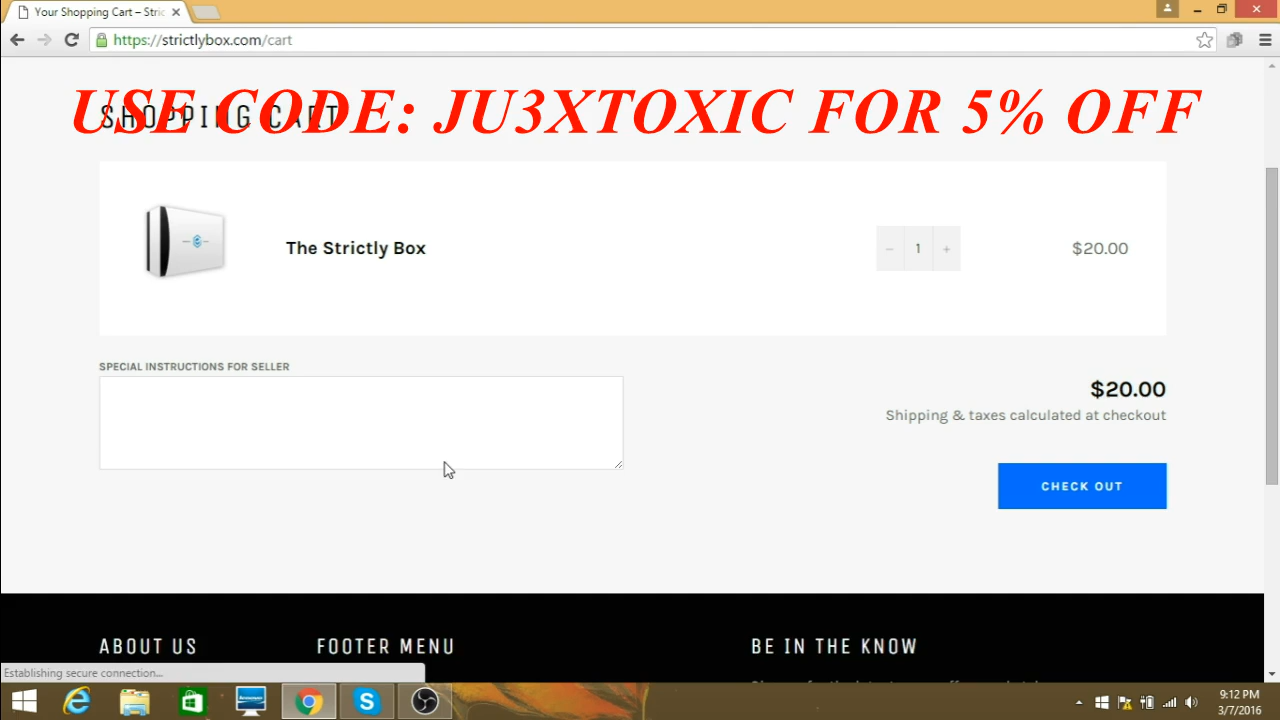 Your Shopping Cart – Stric
https://strictlybox.com/cart
SHOPPING CART
USE CODE: JU3XTOXIC FOR 5% OFF
The Strictly Box
− 1 +
$20.00
SPECIAL INSTRUCTIONS FOR SELLER
$20.00
Shipping & taxes calculated at checkout
CHECK OUT
ABOUT US
FOOTER MENU
BE IN THE KNOW
Establishing secure connection...
9:12 PM
3/7/2016